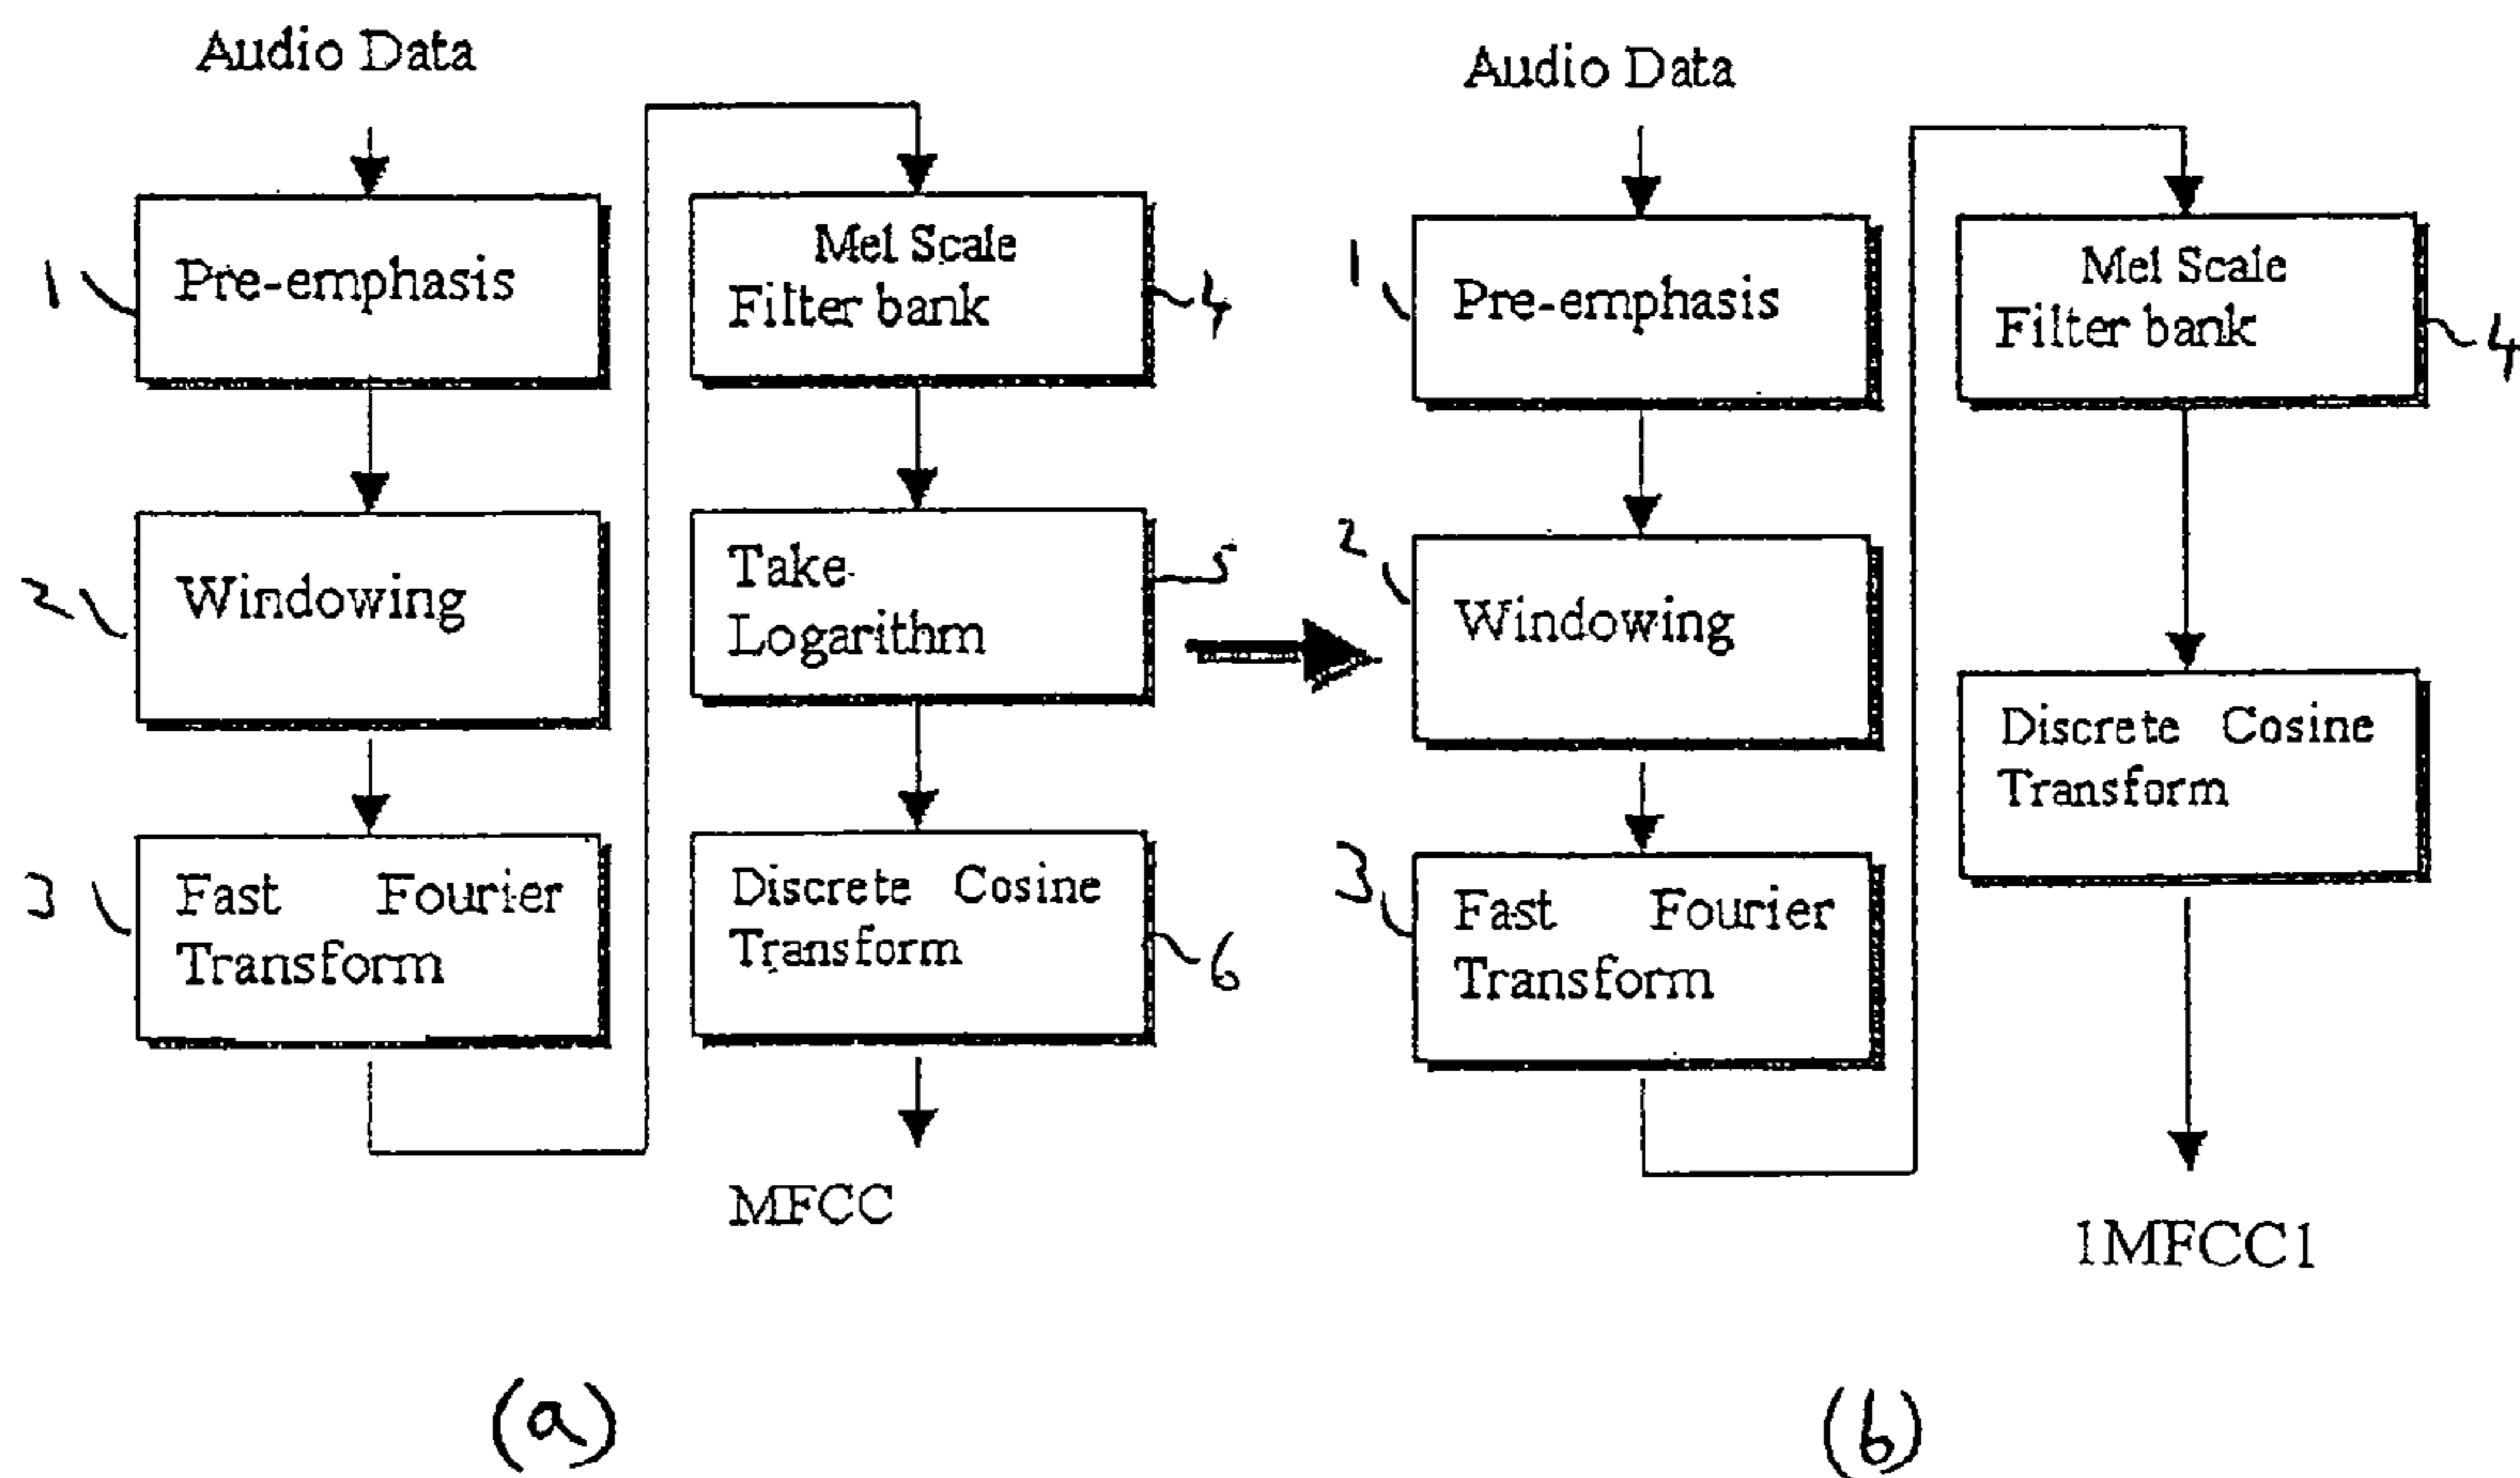 Audio Data
1
Pre-emphasis
2
Windowing
3
Fast Fourier
Transform
Mel Scale
Filter bank
4
Take
Logarithm
5
Discrete Cosine
Transform
6
MFCC
(a)
Audio Data
1
Pre-emphasis
2
Windowing
3
Fast Fourier
Transform
Mel Scale
Filter bank
4
Discrete Cosine
Transform
1MFCC1
(b)